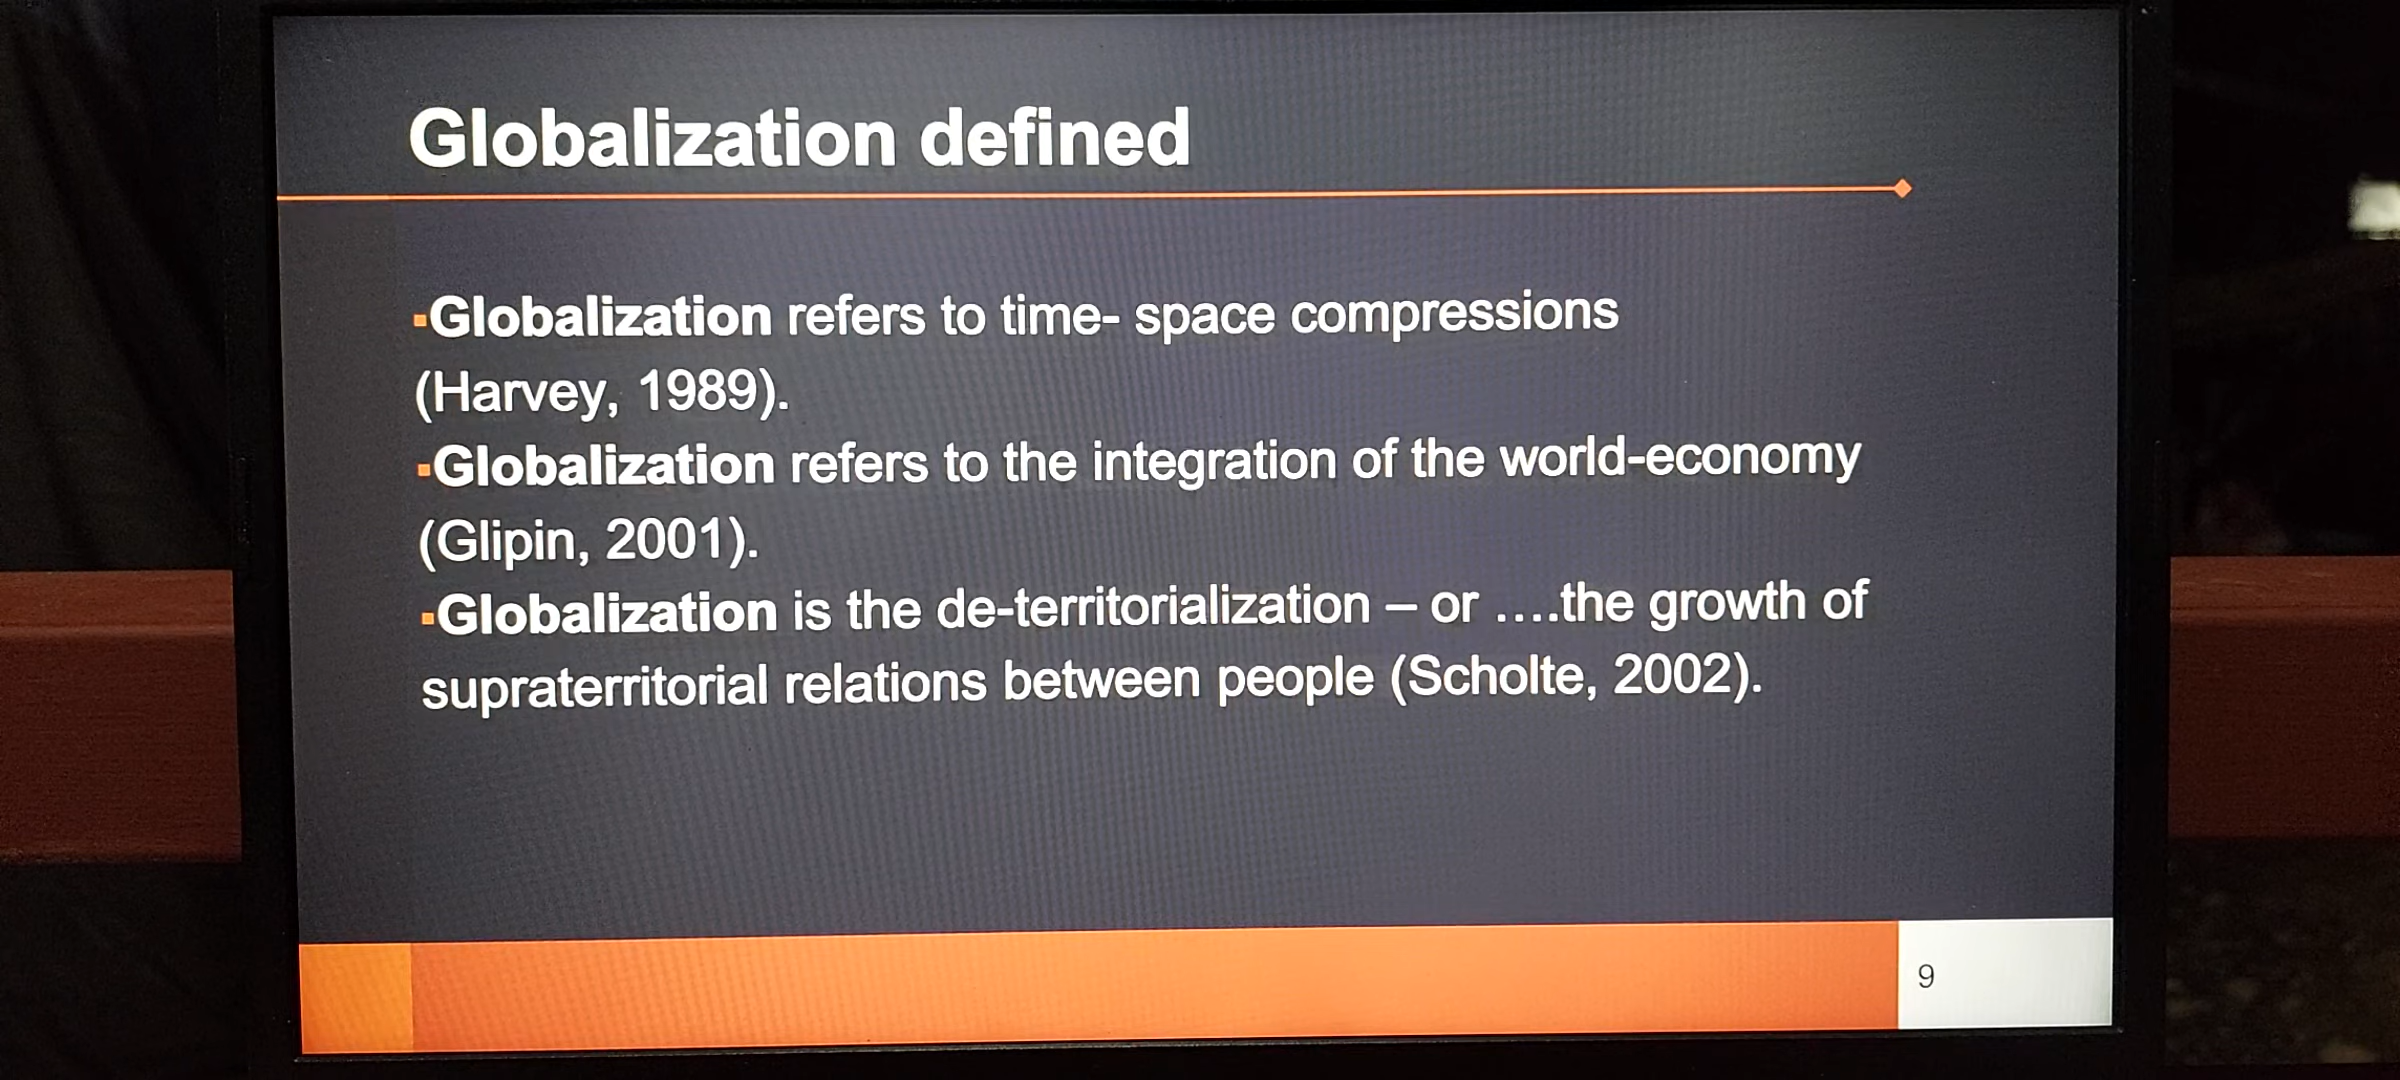 Globalization defined
▪Globalization refers to time- space compressions
(Harvey, 1989).
▪Globalization refers to the integration of the world-economy
(Glipin, 2001).
▪Globalization is the de-territorialization – or ....the growth of
supraterritorial relations between people (Scholte, 2002).
9